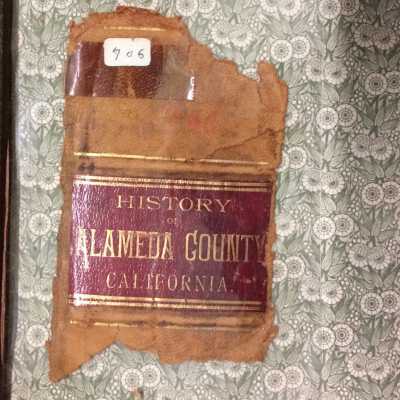 706
HISTORY
OF
ALAMEDA COUNTY
CALIFORNIA.